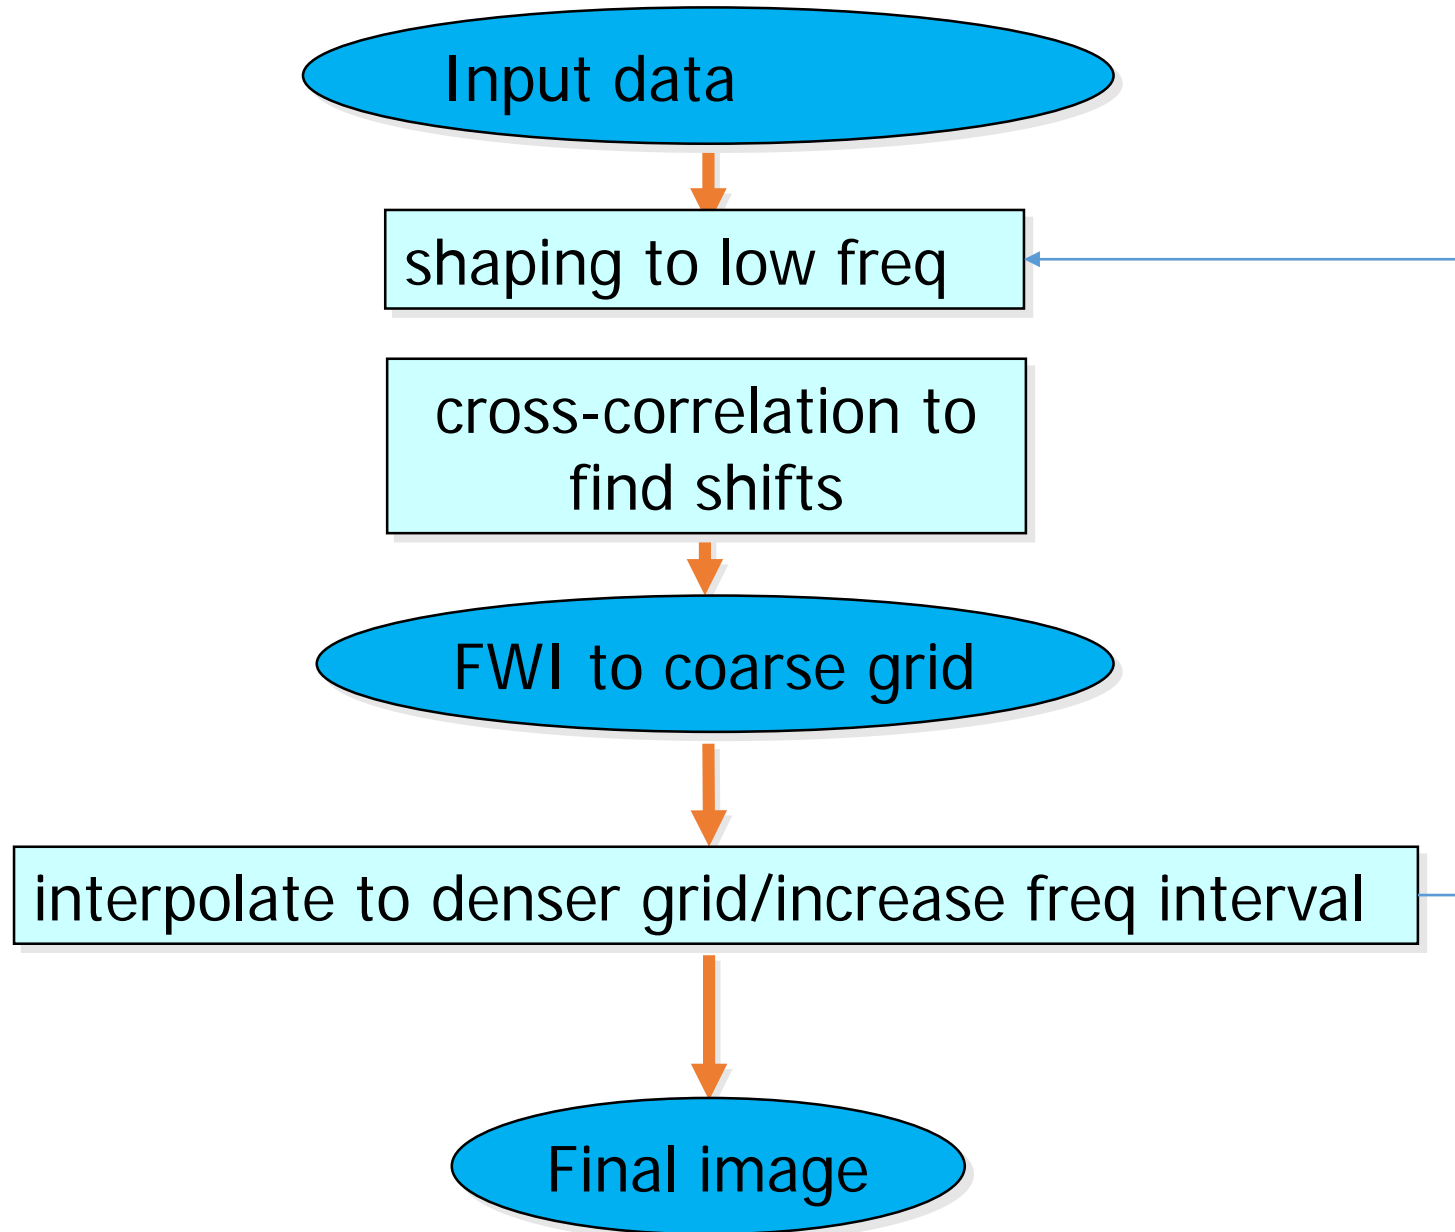 Input data
shaping to low freq
cross-correlation to
find shifts
FWI to coarse grid
interpolate to denser grid/increase freq interval
Final image